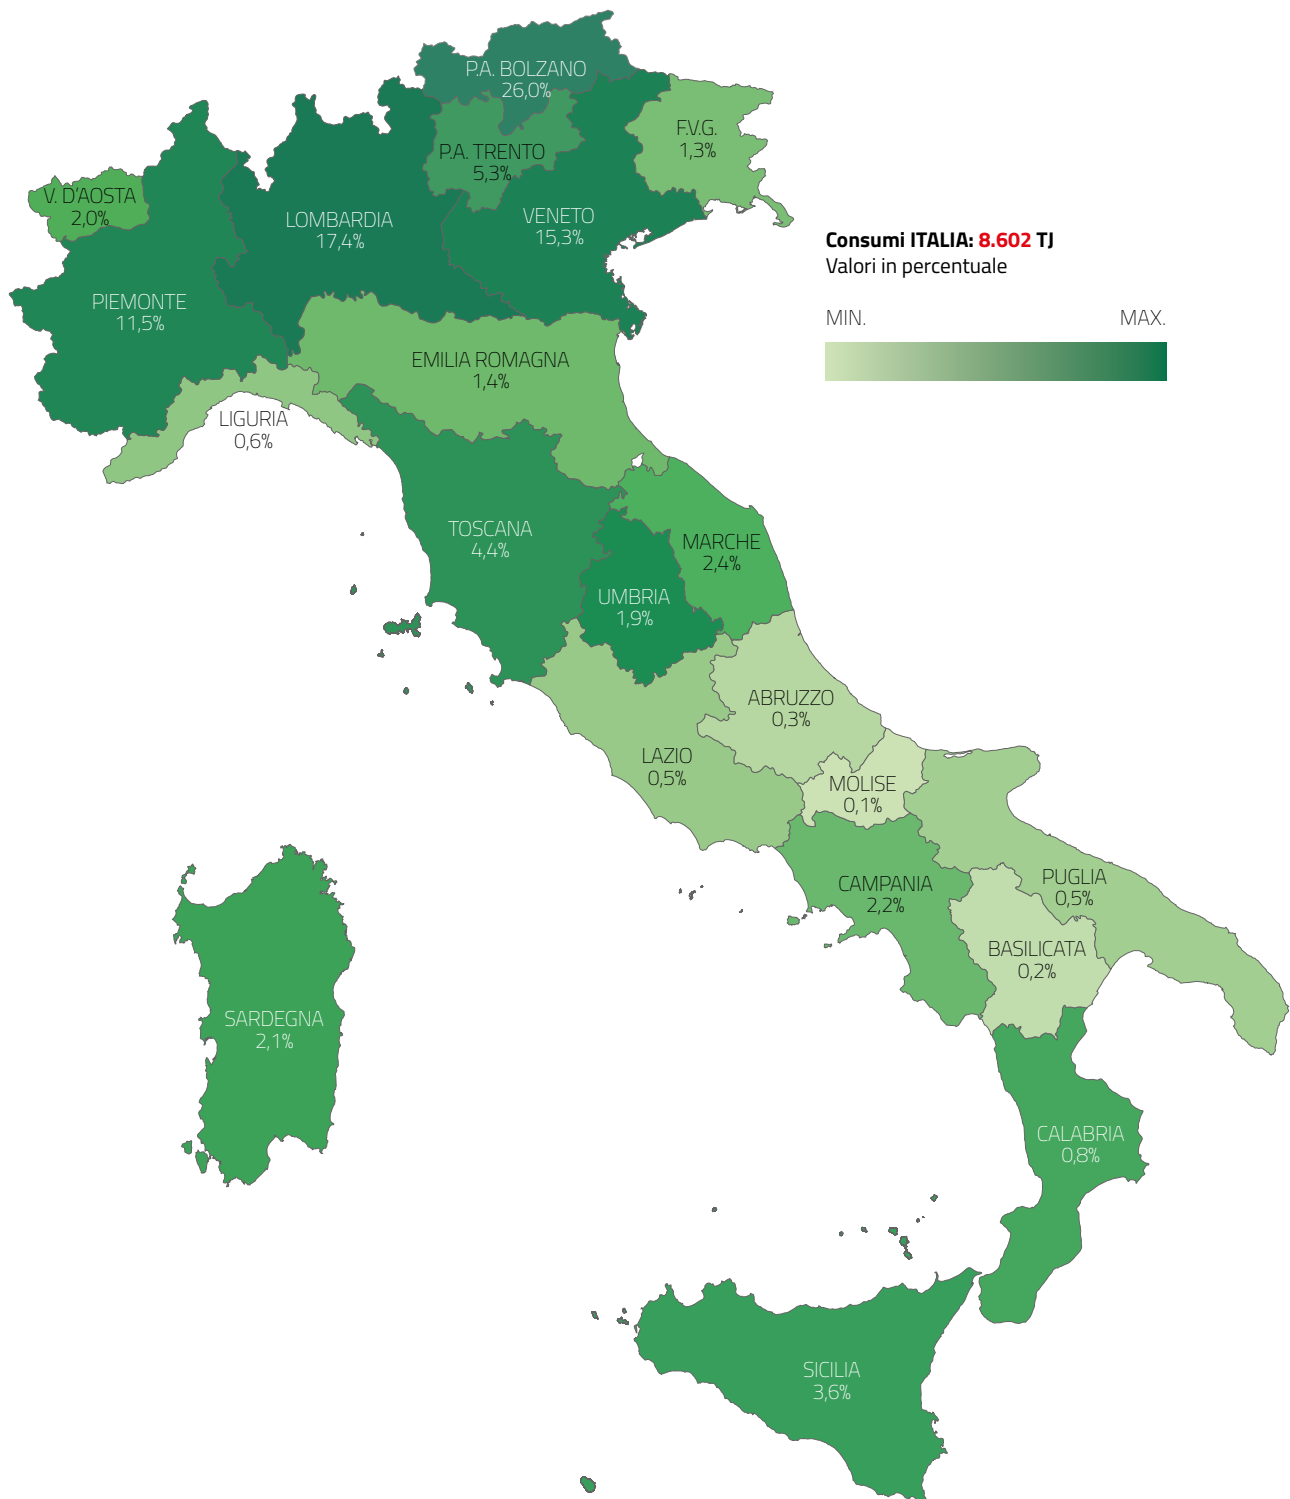 P.A. BOLZANO
26,0%
F.V.G.
1,3%
P.A. TRENTO
5,3%
V. D'AOSTA
2,0%
LOMBARDIA
17,4%
VENETO
15,3%
Consumi ITALIA: 8.602 TJ
Valori in percentuale
MIN.
MAX.
PIEMONTE
11,5%
EMILIA ROMAGNA
1,4%
LIGURIA
0,6%
TOSCANA
4,4%
MARCHE
2,4%
UMBRIA
1,9%
ABRUZZO
0,3%
LAZIO
0,5%
MOLISE
0,1%
CAMPANIA
2,2%
PUGLIA
0,5%
BASILICATA
0,2%
SARDEGNA
2,1%
CALABRIA
0,8%
SICILIA
3,6%